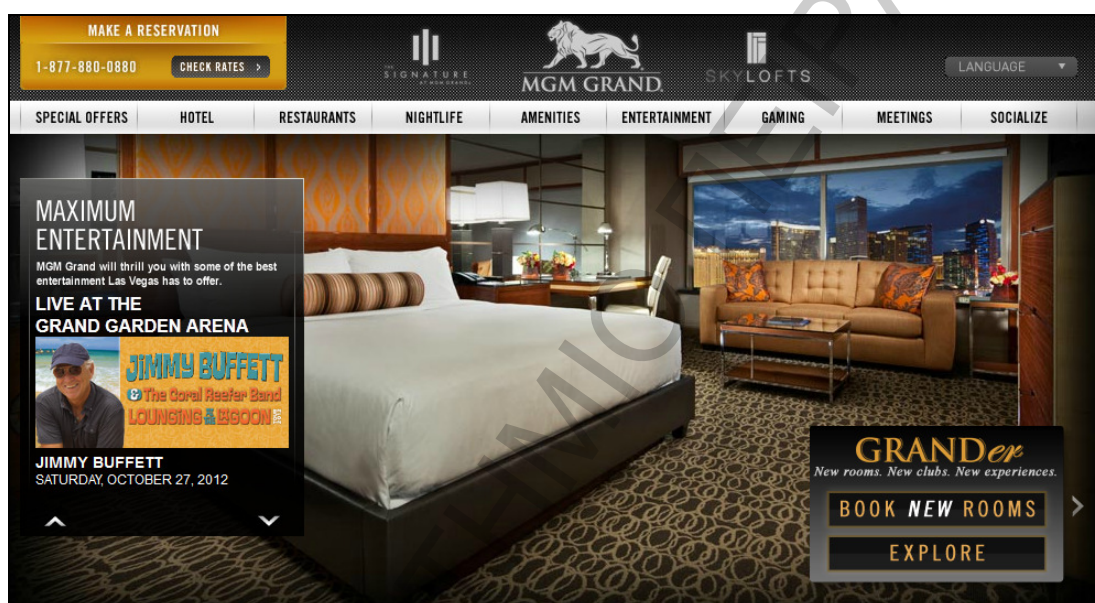 MAKE A RESERVATION
1-877-880-0880
CHECK RATES >
THE
SIGNATURE
AT MGM GRAND
MGM GRAND.
SKYLOFTS
LANGUAGE
SPECIAL OFFERS HOTEL RESTAURANTS NIGHTLIFE AMENITIES ENTERTAINMENT GAMING MEETINGS SOCIALIZE
MAXIMUM
ENTERTAINMENT
MGM Grand will thrill you with some of the best
entertainment Las Vegas has to offer.
LIVE AT THE
GRAND GARDEN ARENA
JIMMY BUFFETT
& The Coral Reefer Band
LOUNGING AT THE LAGOON
JIMMY BUFFETT
SATURDAY, OCTOBER 27, 2012
GRANDer
New rooms. New clubs. New experiences.
BOOK NEW ROOMS
EXPLORE